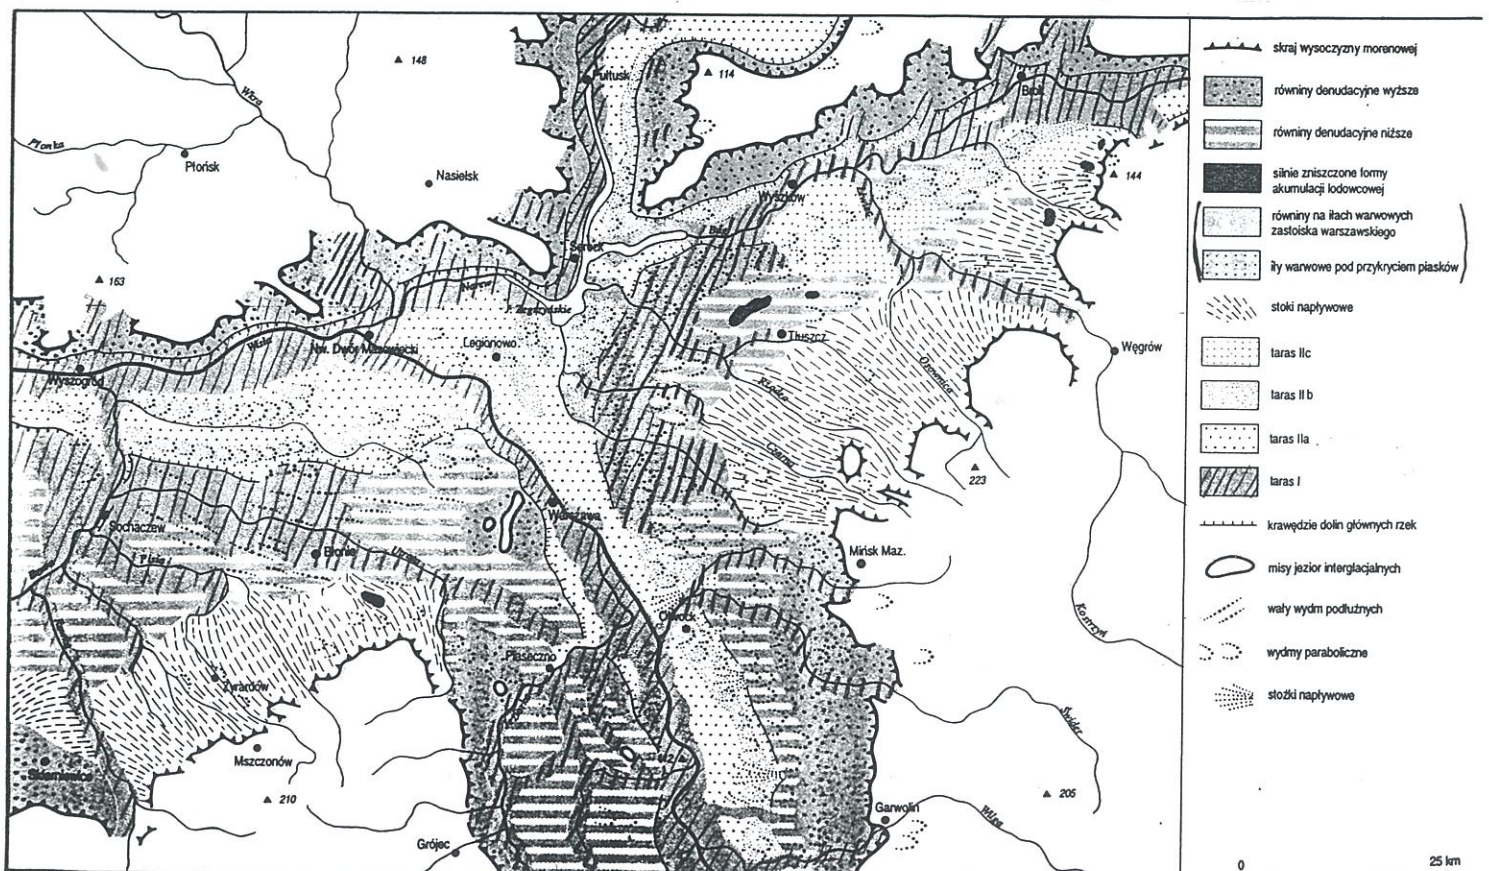 148
Pułtusk
114
Brok
Wkra
Płonka
Płońsk
Nasielsk
Wyszków
144
Bug
Serock
163
Narew
Zegrzyńskie
Wisła
Nw. Dwór Mazowiecki
Legionowo
Tłuszcz
Węgrów
Wyszogród
Rządza
Osownica
Czarna
223
Sochaczew
Warszawa
Błonie
Utrata
Pisia
Mińsk Maz.
Kostrzyń
Otwock
Piaseczno
Żyrardów
Świder
Skierniewice
Mszczonów
210
205
Garwolin
Wilga
Grójec
skraj wysoczyzny morenowej
równiny denudacyjne wyższe
równiny denudacyjne niższe
silnie zniszczone formy
akumulacji lodowcowej
równiny na iłach warwowych
zastoiska warszawskiego
iły warwowe pod przykryciem piasków
stoki napływowe
taras IIc
taras II b
taras IIa
taras I
krawędzie dolin głównych rzek
misy jezior interglacjalnych
wały wydm podłużnych
wydmy paraboliczne
stożki napływowe
0
25 km